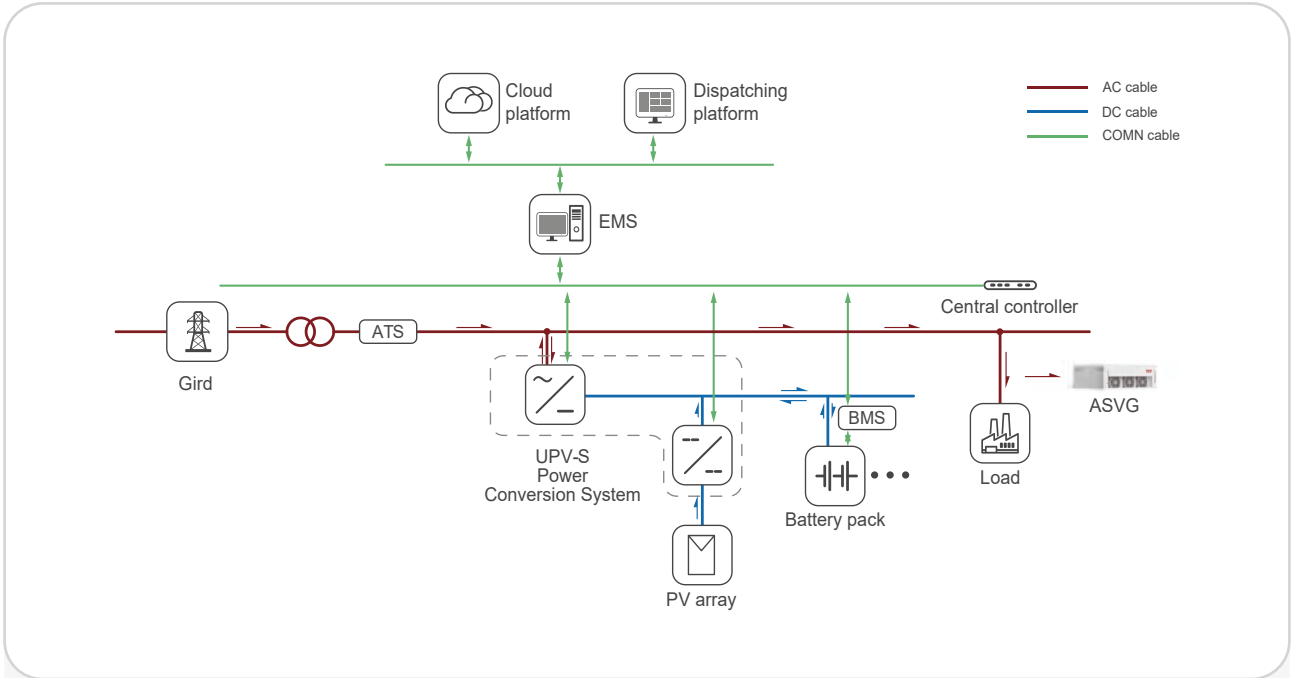 Cloud
platform
Dispatching
platform
AC cable
DC cable
COMN cable
EMS
Central controller
ATS
Gird
ASVG
BMS
UPV-S
Power
Conversion System
Load
Battery pack
PV array